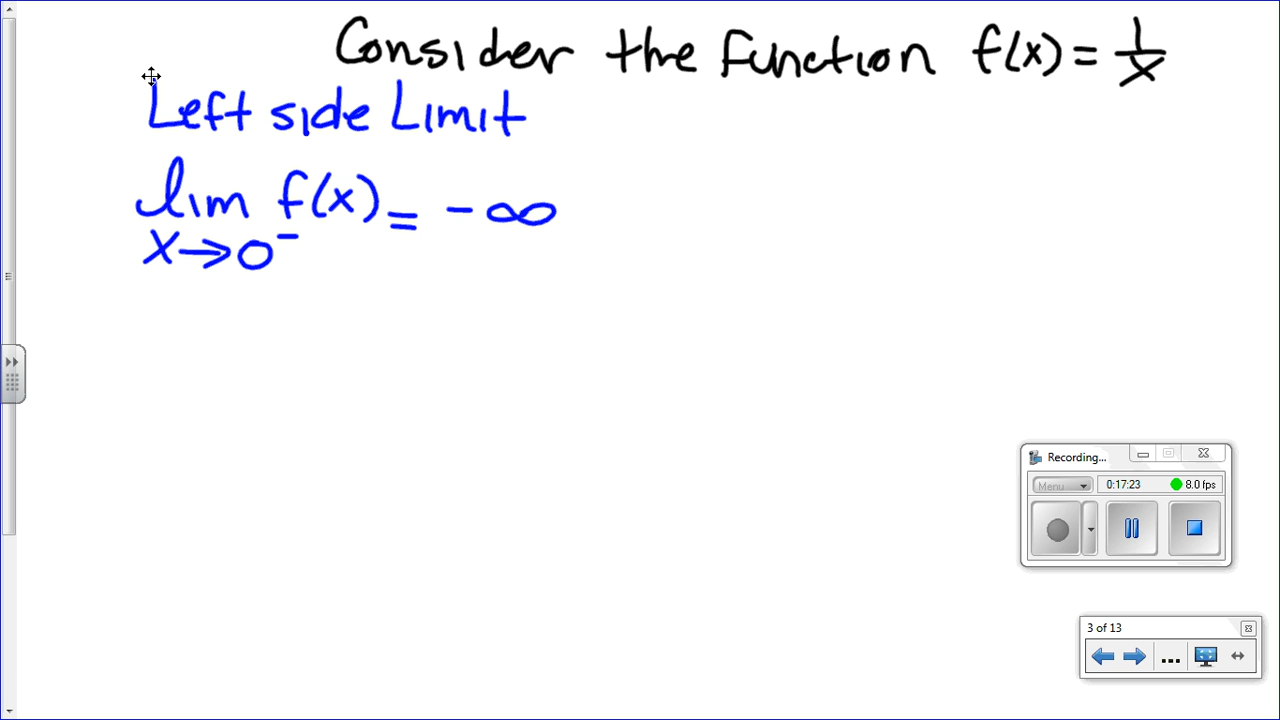 Consider the function f(x) = 1/x
Left side Limit
lim f(x) = -∞
x→0⁻
Recording...
Menu
0:17:23
8.0 fps
3 of 13
...